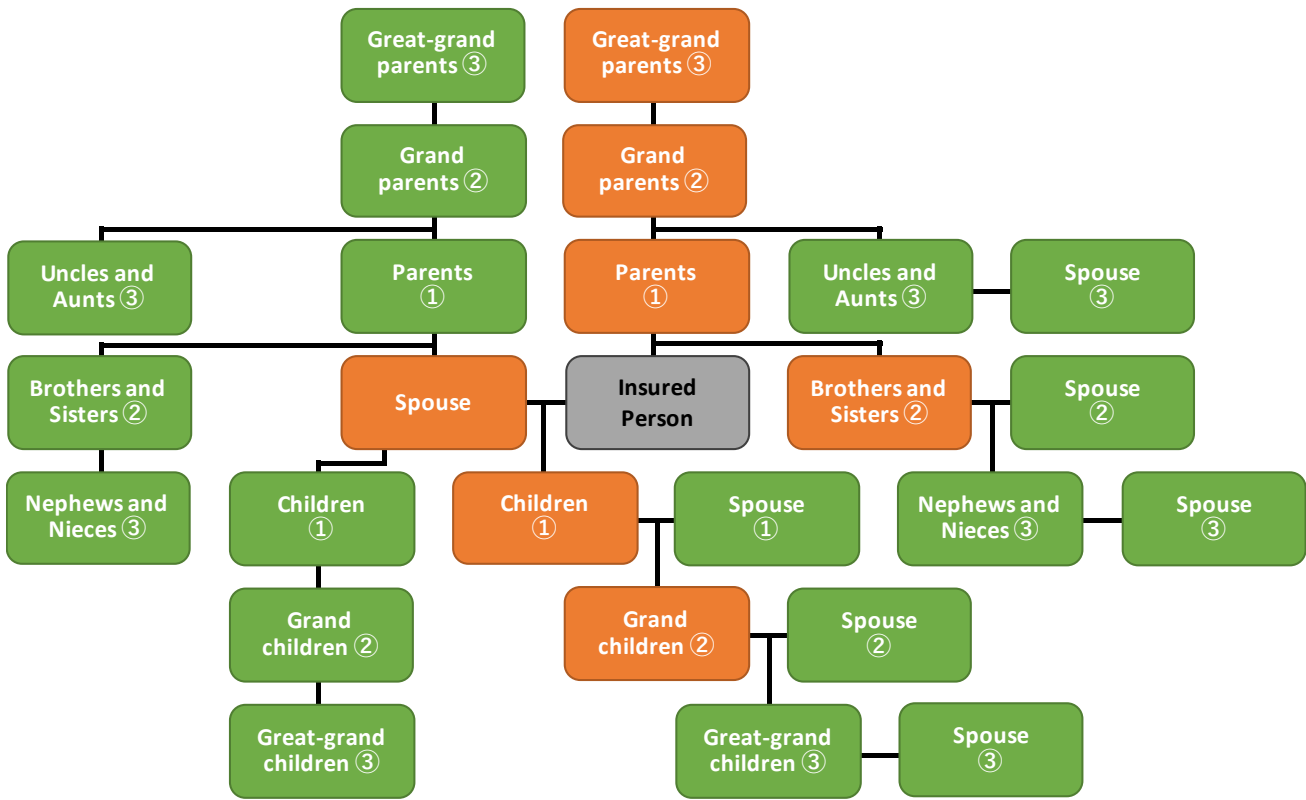 Great-grand
parents ③
Great-grand
parents ③
Grand
parents ②
Grand
parents ②
Uncles and
Aunts ③
Parents
①
Parents
①
Uncles and
Aunts ③
Spouse
③
Brothers and
Sisters ②
Spouse
Insured
Person
Brothers and
Sisters ②
Spouse
②
Nephews and
Nieces ③
Children
①
Children
①
Spouse
①
Nephews and
Nieces ③
Spouse
③
Grand
children ②
Grand
children ②
Spouse
②
Great-grand
children ③
Great-grand
children ③
Spouse
③